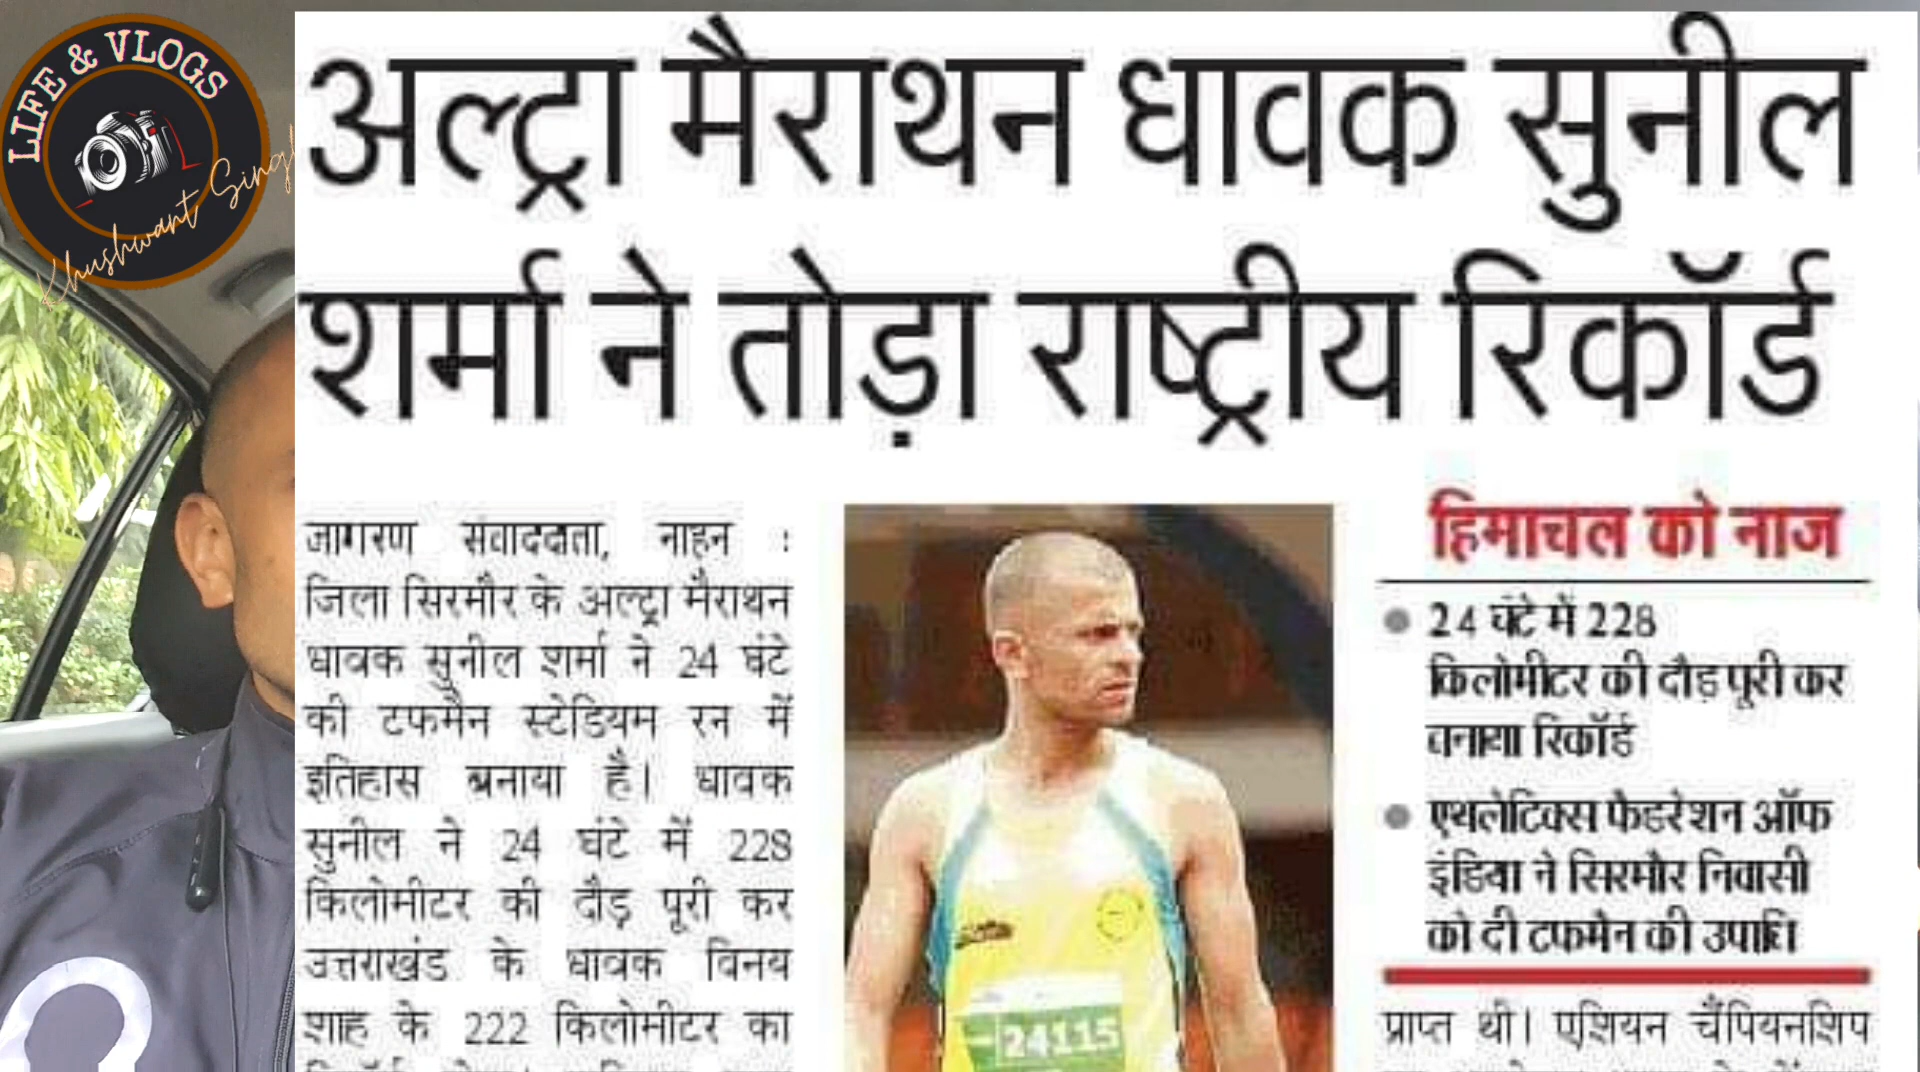 LIFE & VLOGS
Khushwant Singh
अल्ट्रा मैराथन धावक सुनील
शर्मा ने तोड़ा राष्ट्रीय रिकॉर्ड
जागरण संवाददाता, नाहन :
जिला सिरमौर के अल्ट्रा मैराथन
धावक सुनील शर्मा ने 24 घंटे
की टफमैन स्टेडियम रन में
इतिहास बनाया है। धावक
सुनील ने 24 घंटे में 228
किलोमीटर की दौड़ पूरी कर
उत्तराखंड के धावक विनय
शाह के 222 किलोमीटर का
24115
हिमाचल को नाज
24 घंटे में 228
किलोमीटर की दौड़ पूरी कर
बनाया रिकॉर्ड
एथलेटिक्स फेडरेशन ऑफ
इंडिया ने सिरमौर निवासी
को दी टफमेन की उपाधि
प्राप्त थी। एशियन चैंपियनशिप